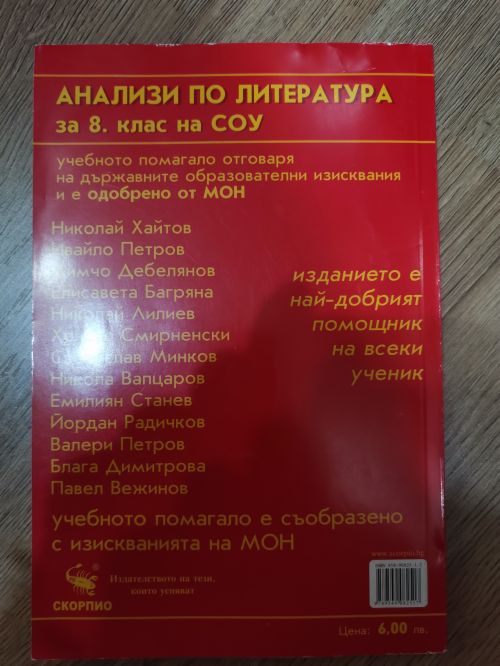 АНАЛИЗИ ПО ЛИТЕРАТУРА
за 8. клас на СОУ
учебното помагало отговаря
на държавните образователни изисквания
и е одобрено от МОН
Николай Хайтов
Ивайло Петров
Димчо Дебелянов
Елисавета Багряна
Николай Лилиев
Христо Смирненски
Светослав Минков
Никола Вапцаров
Емилиян Станев
Йордан Радичков
Валери Петров
Блага Димитрова
Павел Вежинов
изданието е
най-добрият
помощник
на всеки
ученик
учебното помагало е съобразено
с изискванията на МОН
www.scorpio.bg
СКОРПИО
Издателството на тези,
които успяват
ISBN
Цена: 6,00 лв.